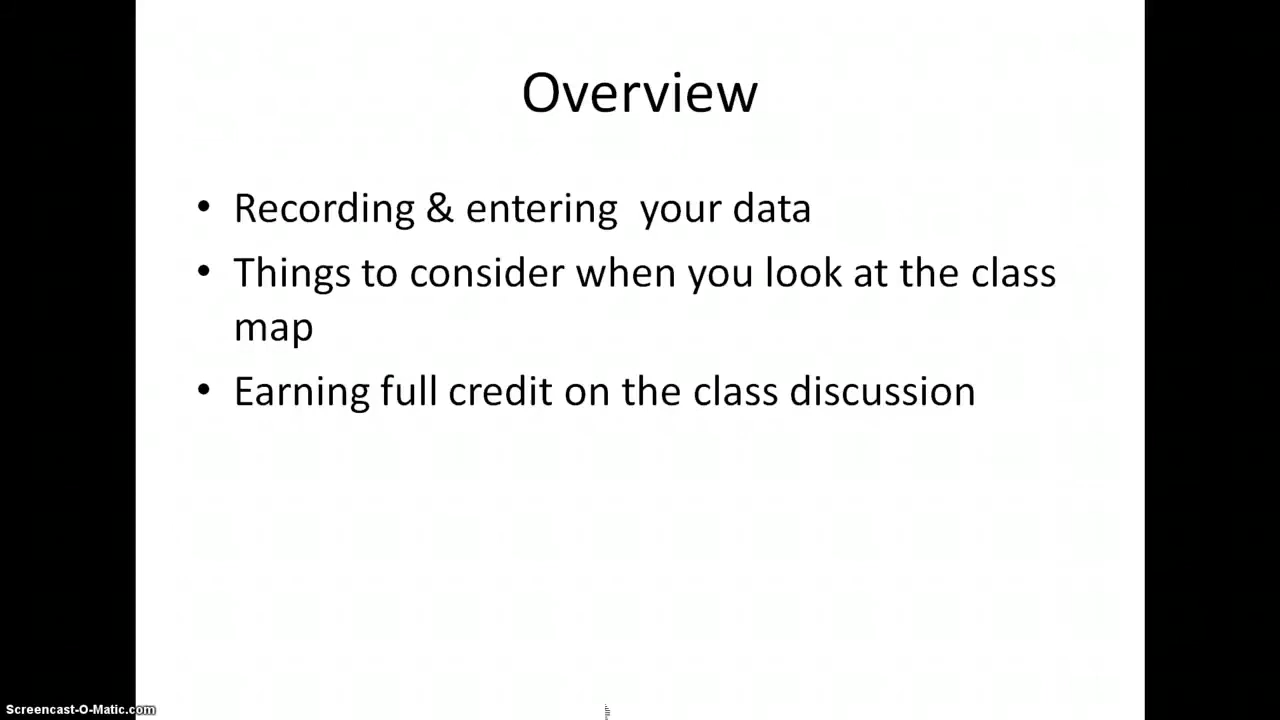 Overview
• Recording & entering  your data
• Things to consider when you look at the class
map
• Earning full credit on the class discussion
Screencast-O-Matic.com